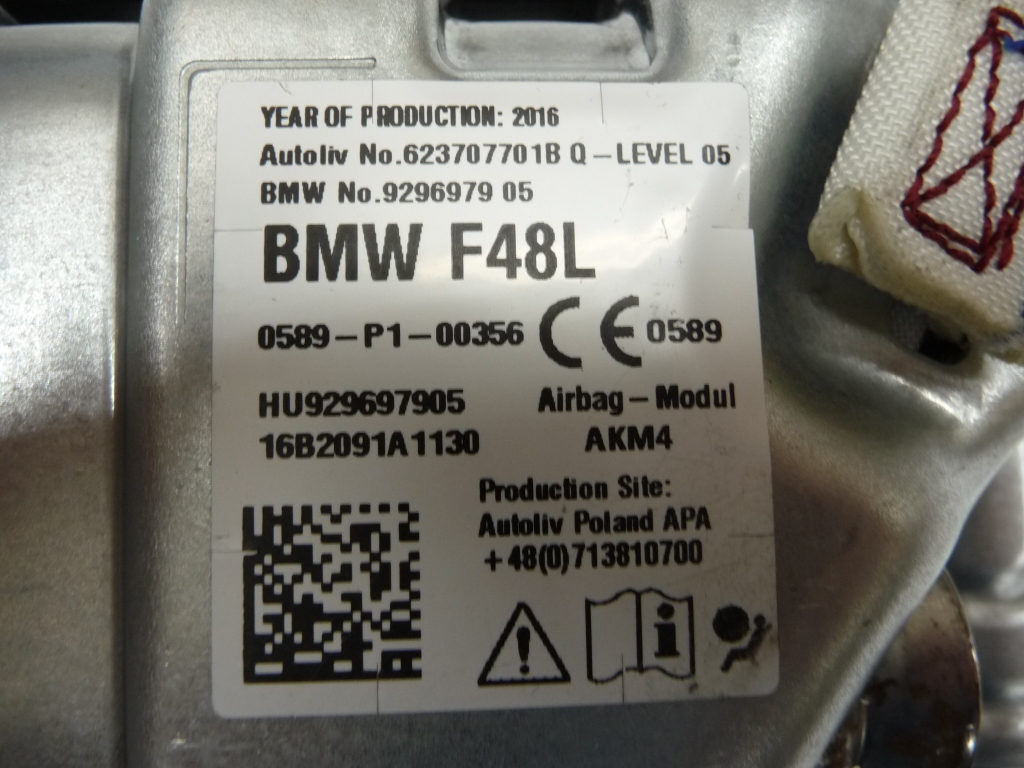 YEAR OF PRODUCTION: 2016
Autoliv No.623707701B Q-LEVEL 05
BMW No.9296979 05
BMW F48L
0589-P1-00356 CE 0589
HU929697905 Airbag-Modul
16B2091A1130 AKM4
Production Site:
Autoliv Poland APA
+48(0)713810700